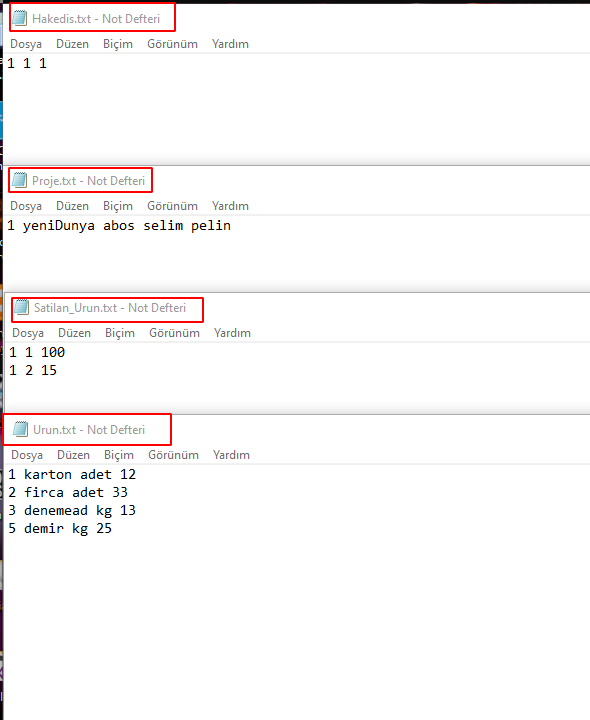 Hakedis.txt - Not Defteri
Dosya Düzen Biçim Görünüm Yardım
1 1 1
Proje.txt - Not Defteri
Dosya Düzen Biçim Görünüm Yardım
1 yeniDunya abos selim pelin
Satilan_Urun.txt - Not Defteri
Dosya Düzen Biçim Görünüm Yardım
1 1 100
1 2 15
Urun.txt - Not Defteri
Dosya Düzen Biçim Görünüm Yardım
1 karton adet 12
2 firca adet 33
3 denemead kg 13
5 demir kg 25